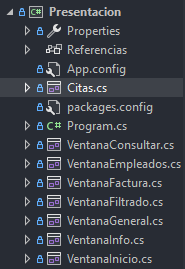 C# Presentacion
Properties
Referencias
App.config
Citas.cs
packages.config
C# Program.cs
VentanaConsultar.cs
VentanaEmpleados.cs
VentanaFactura.cs
VentanaFiltrado.cs
VentanaGeneral.cs
VentanaInfo.cs
VentanaInicio.cs